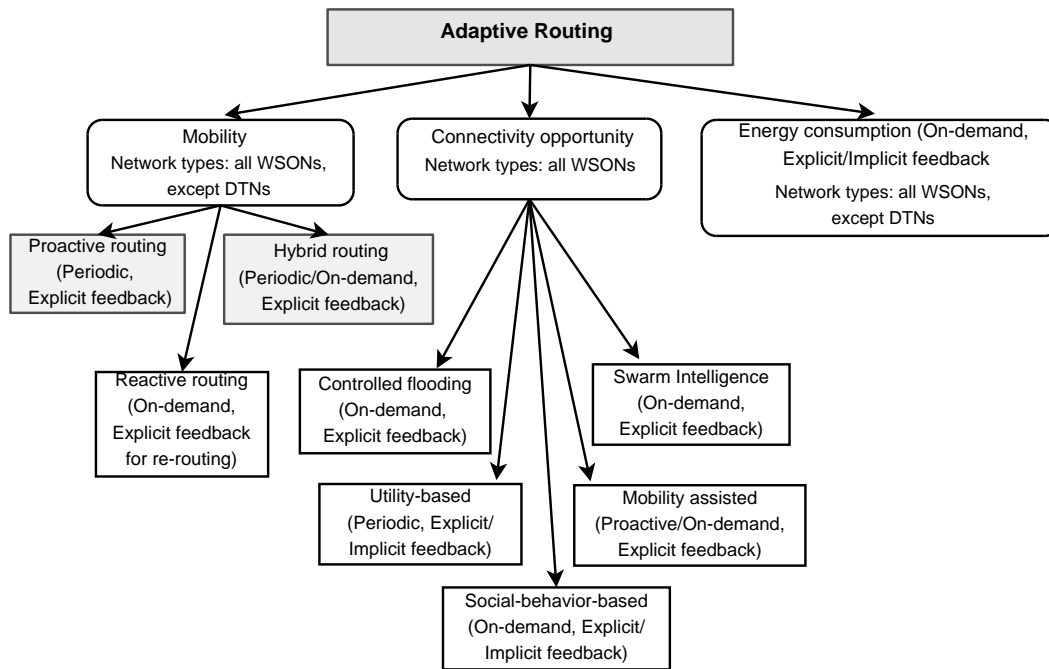 Adaptive Routing
Mobility
Network types: all WSONs,
except DTNs
Connectivity opportunity
Network types: all WSONs
Energy consumption (On-demand,
Explicit/Implicit feedback
Network types: all WSONs,
except DTNs
Proactive routing
(Periodic,
Explicit feedback)
Hybrid routing
(Periodic/On-demand,
Explicit feedback)
Reactive routing
(On-demand,
Explicit feedback
for re-routing)
Controlled flooding
(On-demand,
Explicit feedback)
Swarm Intelligence
(On-demand,
Explicit feedback)
Utility-based
(Periodic, Explicit/
Implicit feedback)
Mobility assisted
(Proactive/On-demand,
Explicit feedback)
Social-behavior-based
(On-demand, Explicit/
Implicit feedback)